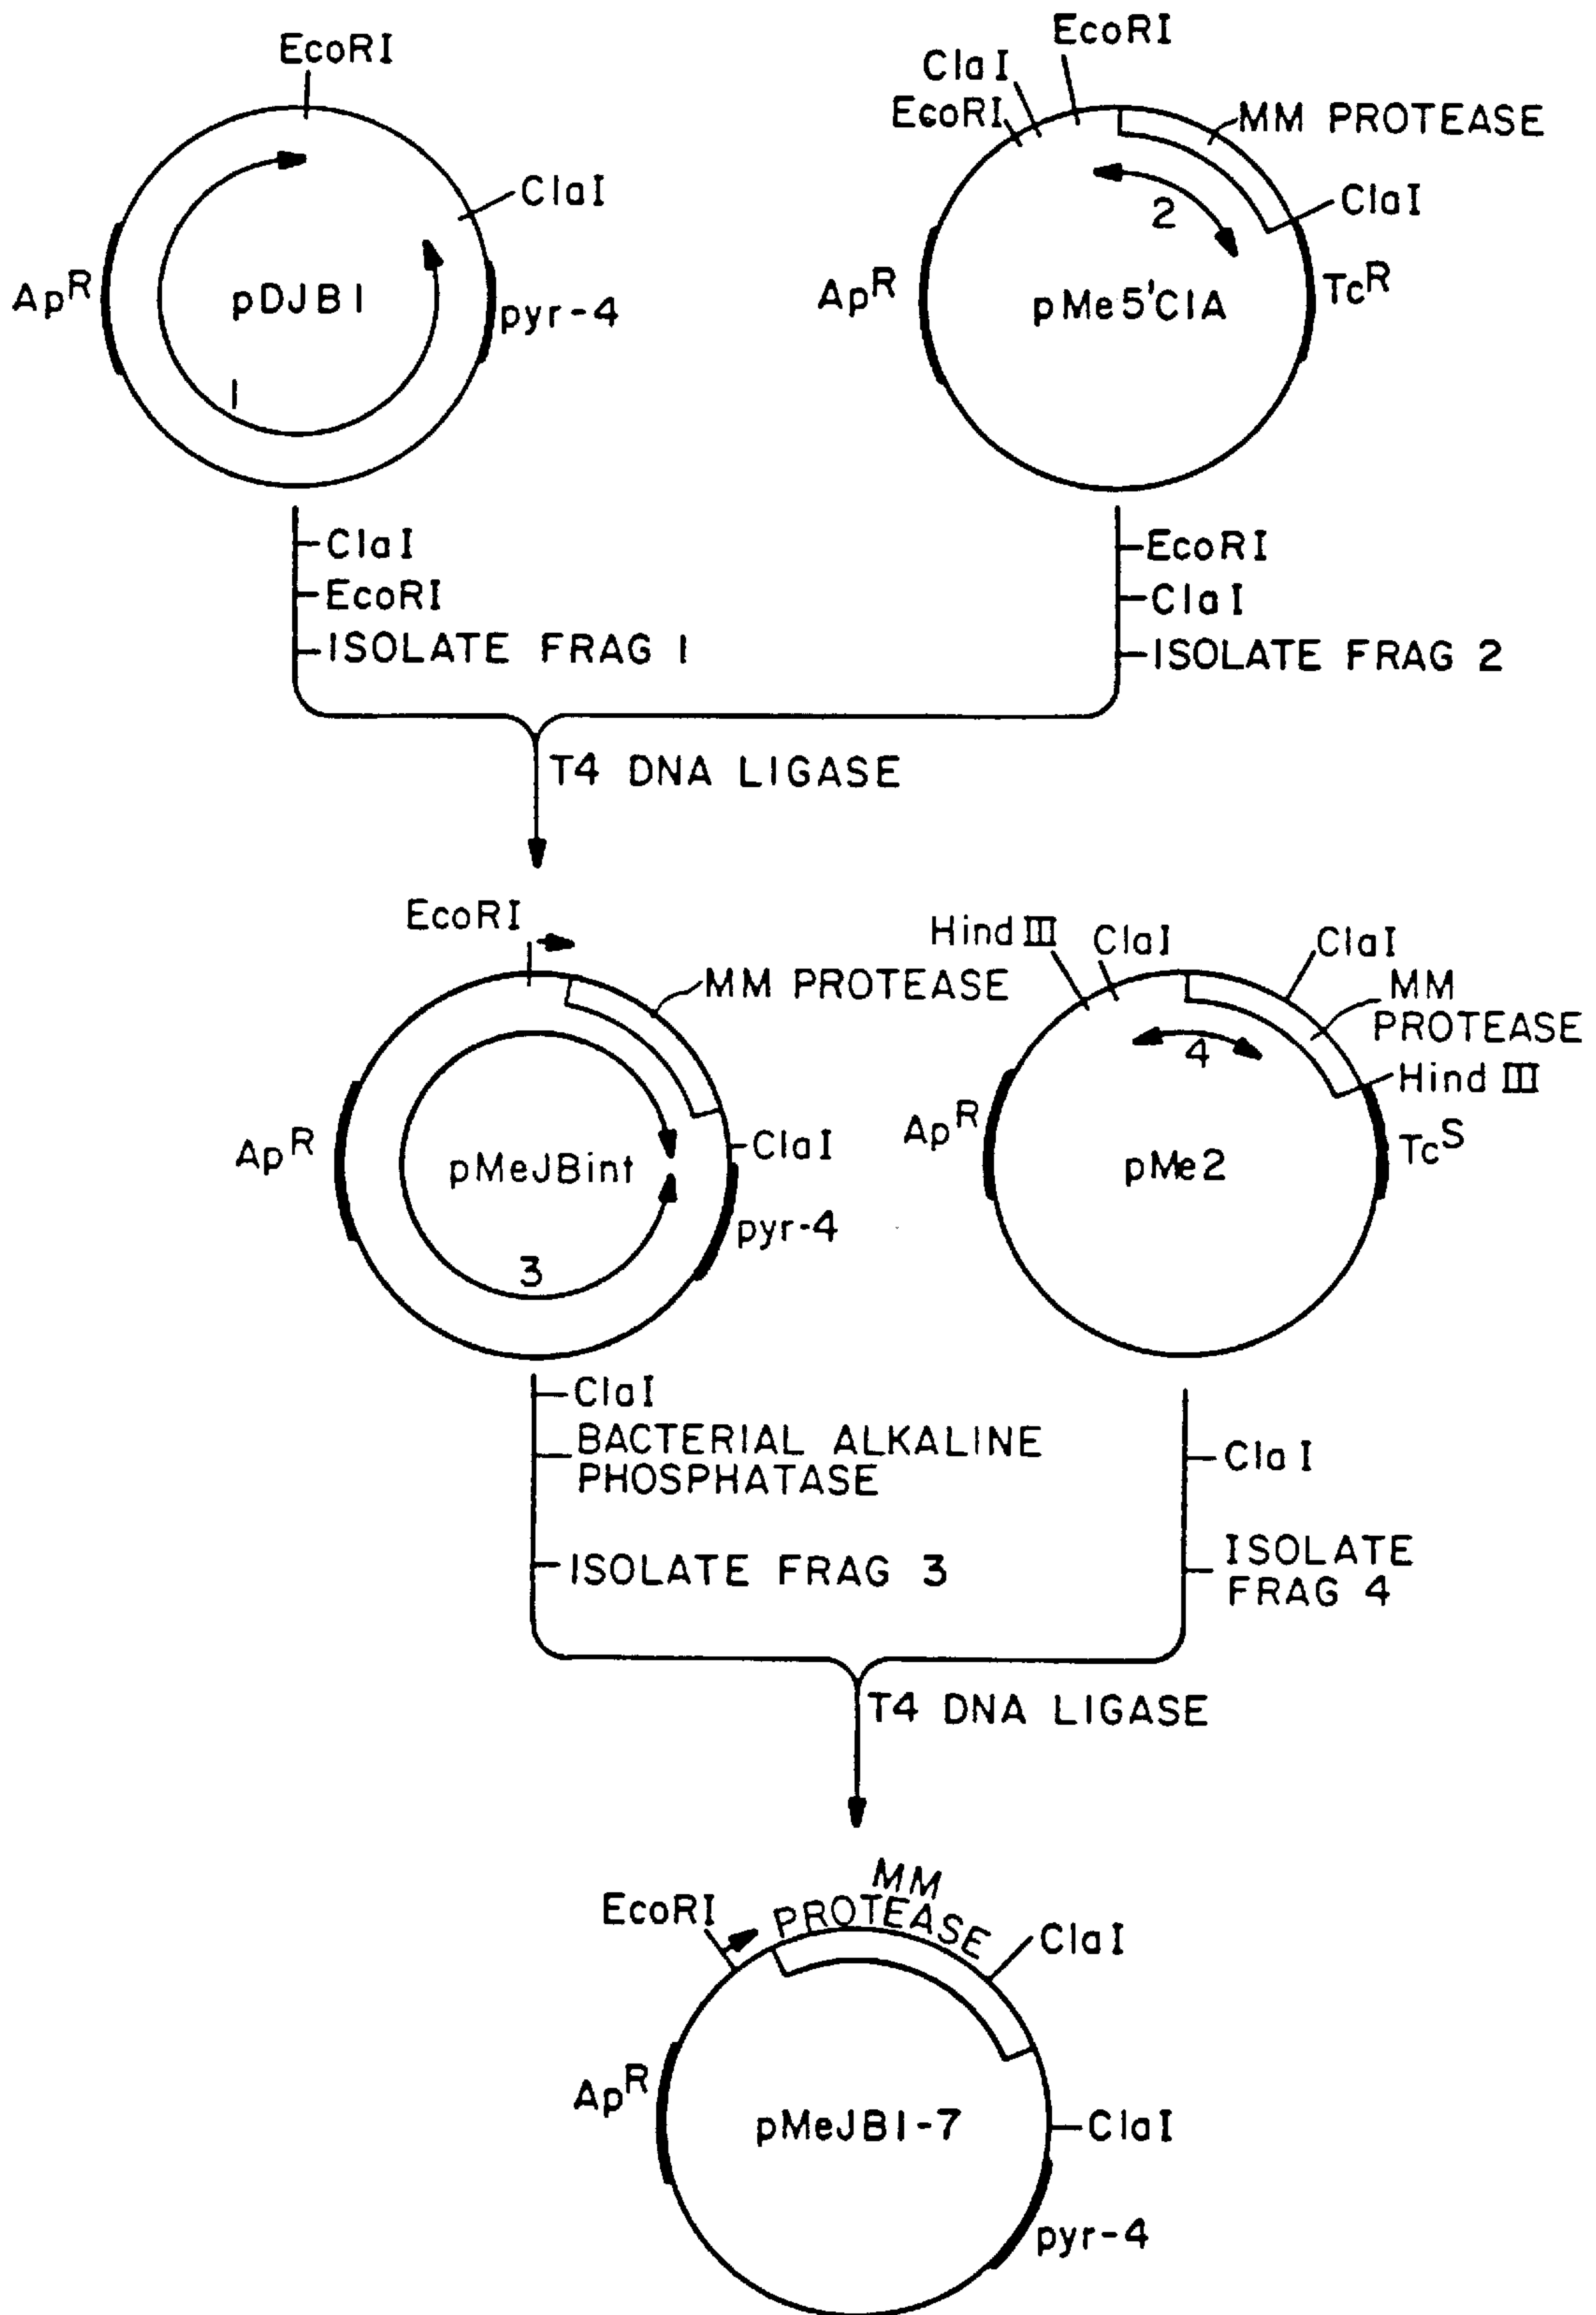 EcoRI
ClaI
ApR
pDJB1
pyr-4
1
EcoRI
ClaI
EcoRI
MM PROTEASE
ClaI
2
ApR
pMe5'ClA
TcR
ClaI
EcoRI
ISOLATE FRAG 1
EcoRI
ClaI
ISOLATE FRAG 2
T4 DNA LIGASE
EcoRI
MM PROTEASE
ApR
pMeJBint
ClaI
pyr-4
3
Hind III
ClaI
ClaI
MM
PROTEASE
4
Hind III
ApR
pMe2
TcS
ClaI
BACTERIAL ALKALINE
PHOSPHATASE
ISOLATE FRAG 3
ClaI
ISOLATE
FRAG 4
T4 DNA LIGASE
MM
PROTEASE
EcoRI
ClaI
ApR
pMeJB1-7
ClaI
pyr-4